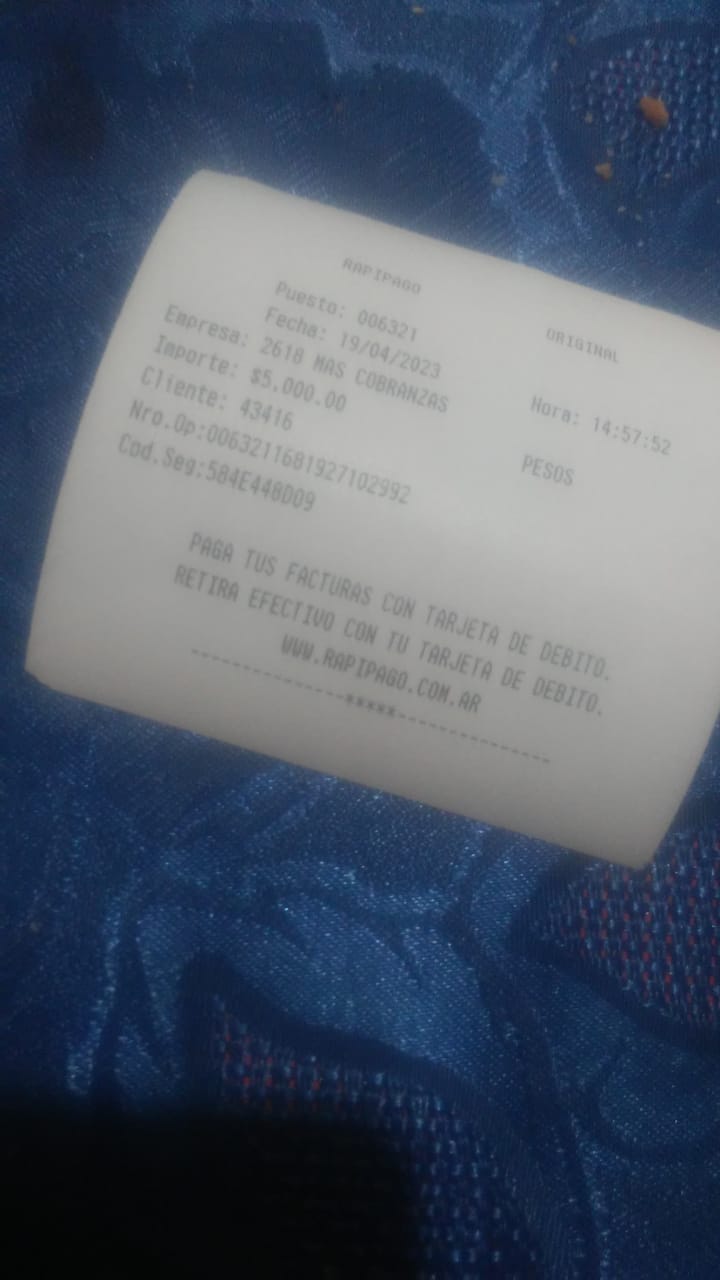 RAPIPAGO
ORIGINAL
Puesto: 006321
Fecha: 19/04/2023 Hora: 14:57:52
Empresa: 2618 MAS COBRANZAS
Importe: $5.000.00 PESOS
Cliente: 43416
Nro.Op:0063211681927102992
Cod.Seg:584E448D09
PAGA TUS FACTURAS CON TARJETA DE DEBITO.
RETIRA EFECTIVO CON TU TARJETA DE DEBITO.
WWW.RAPIPAGO.COM.AR